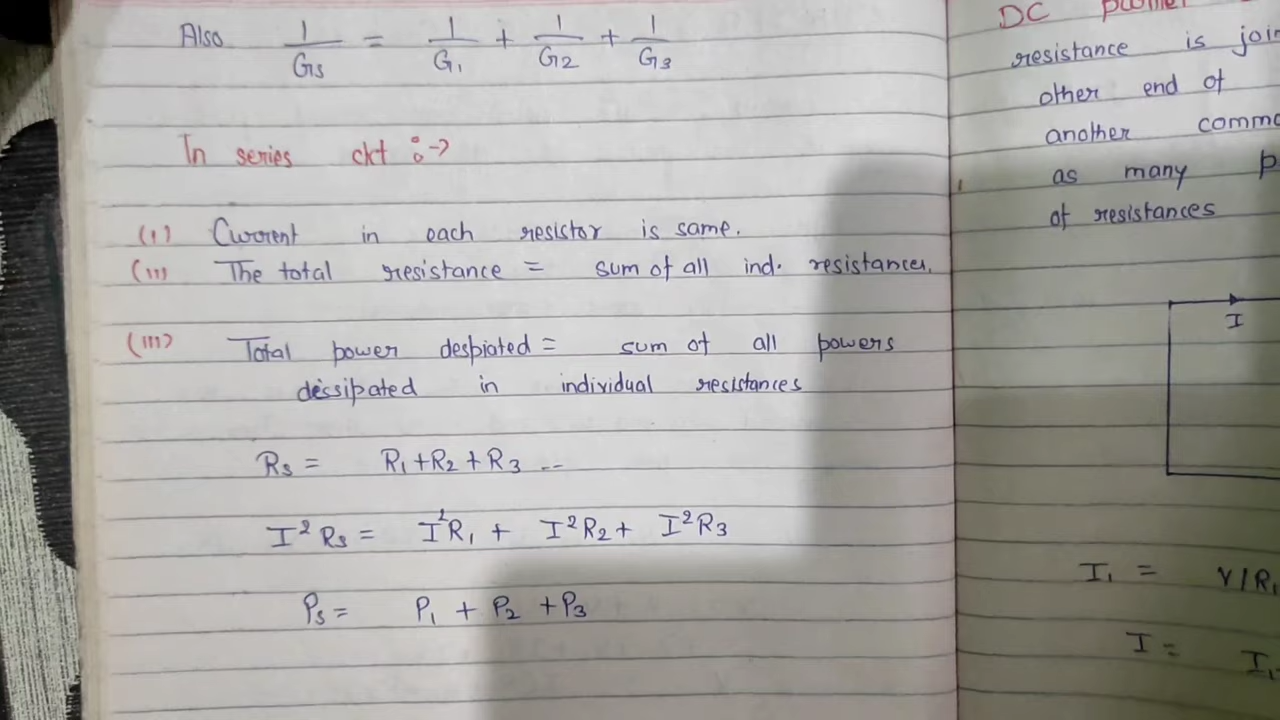 Also 1/Gs = 1/G1 + 1/G2 + 1/G3
In series ckt :->
(i) Current in each resistor is same.
(ii) The total resistance = sum of all ind. resistances.
(iii) Total power despiated = sum of all powers
dissipated in individual resistances
Rs = R1+R2+R3 --
I²Rs = I²R1 + I²R2 + I²R3
Ps = P1 + P2 + P3
DC
resistance is
other end of
another
as many
of resistances
I
I1 = V/R1
I =